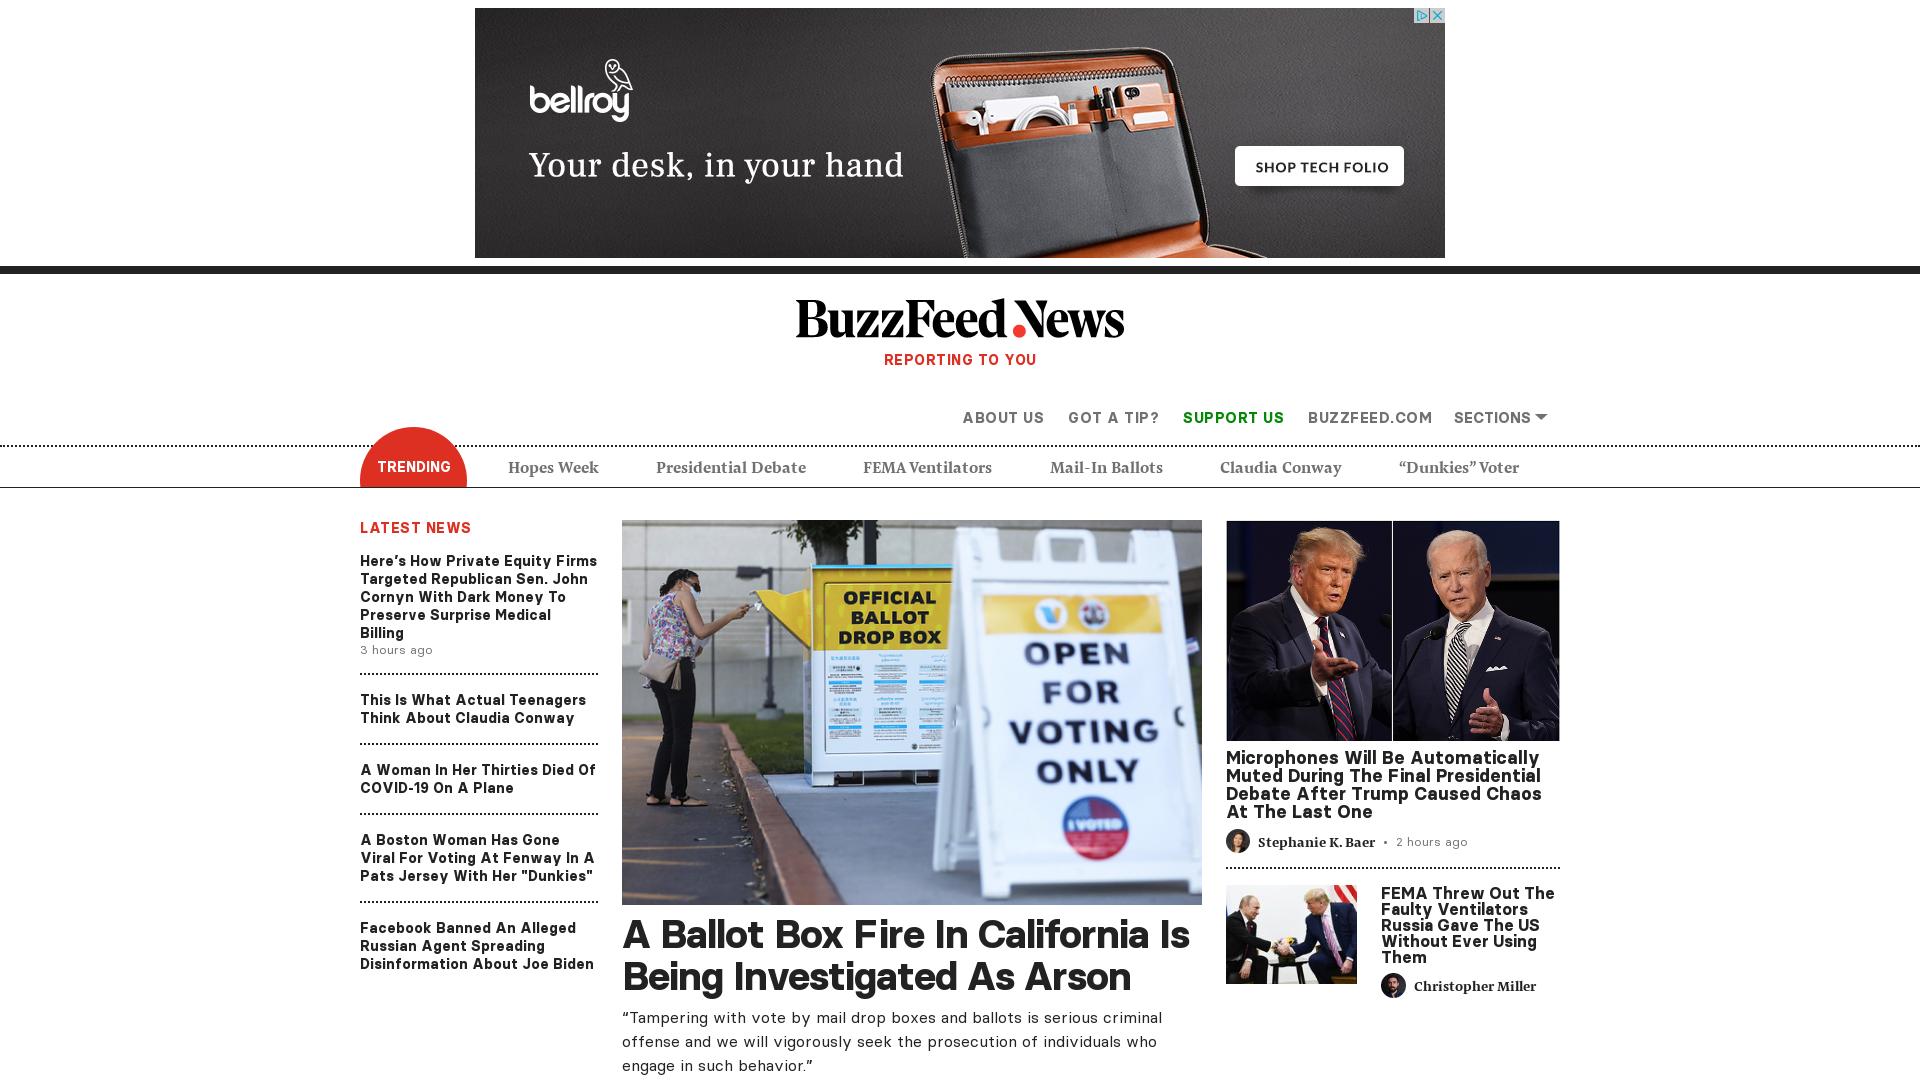 bellroy
Your desk, in your hand
SHOP TECH FOLIO
BuzzFeed News
REPORTING TO YOU
ABOUT US
GOT A TIP?
SUPPORT US
BUZZFEED.COM
SECTIONS
TRENDING
Hopes Week
Presidential Debate
FEMA Ventilators
Mail-In Ballots
Claudia Conway
“Dunkies” Voter
LATEST NEWS
Here’s How Private Equity Firms
Targeted Republican Sen. John
Cornyn With Dark Money To
Preserve Surprise Medical
Billing
3 hours ago
This Is What Actual Teenagers
Think About Claudia Conway
A Woman In Her Thirties Died Of
COVID-19 On A Plane
A Boston Woman Has Gone
Viral For Voting At Fenway In A
Pats Jersey With Her "Dunkies"
Facebook Banned An Alleged
Russian Agent Spreading
Disinformation About Joe Biden
OFFICIAL
BALLOT
DROP BOX
OPEN
FOR
VOTING
ONLY
I VOTED
A Ballot Box Fire In California Is
Being Investigated As Arson
“Tampering with vote by mail drop boxes and ballots is serious criminal
offense and we will vigorously seek the prosecution of individuals who
engage in such behavior.”
Microphones Will Be Automatically
Muted During The Final Presidential
Debate After Trump Caused Chaos
At The Last One
Stephanie K. Baer • 2 hours ago
FEMA Threw Out The
Faulty Ventilators
Russia Gave The US
Without Ever Using
Them
Christopher Miller